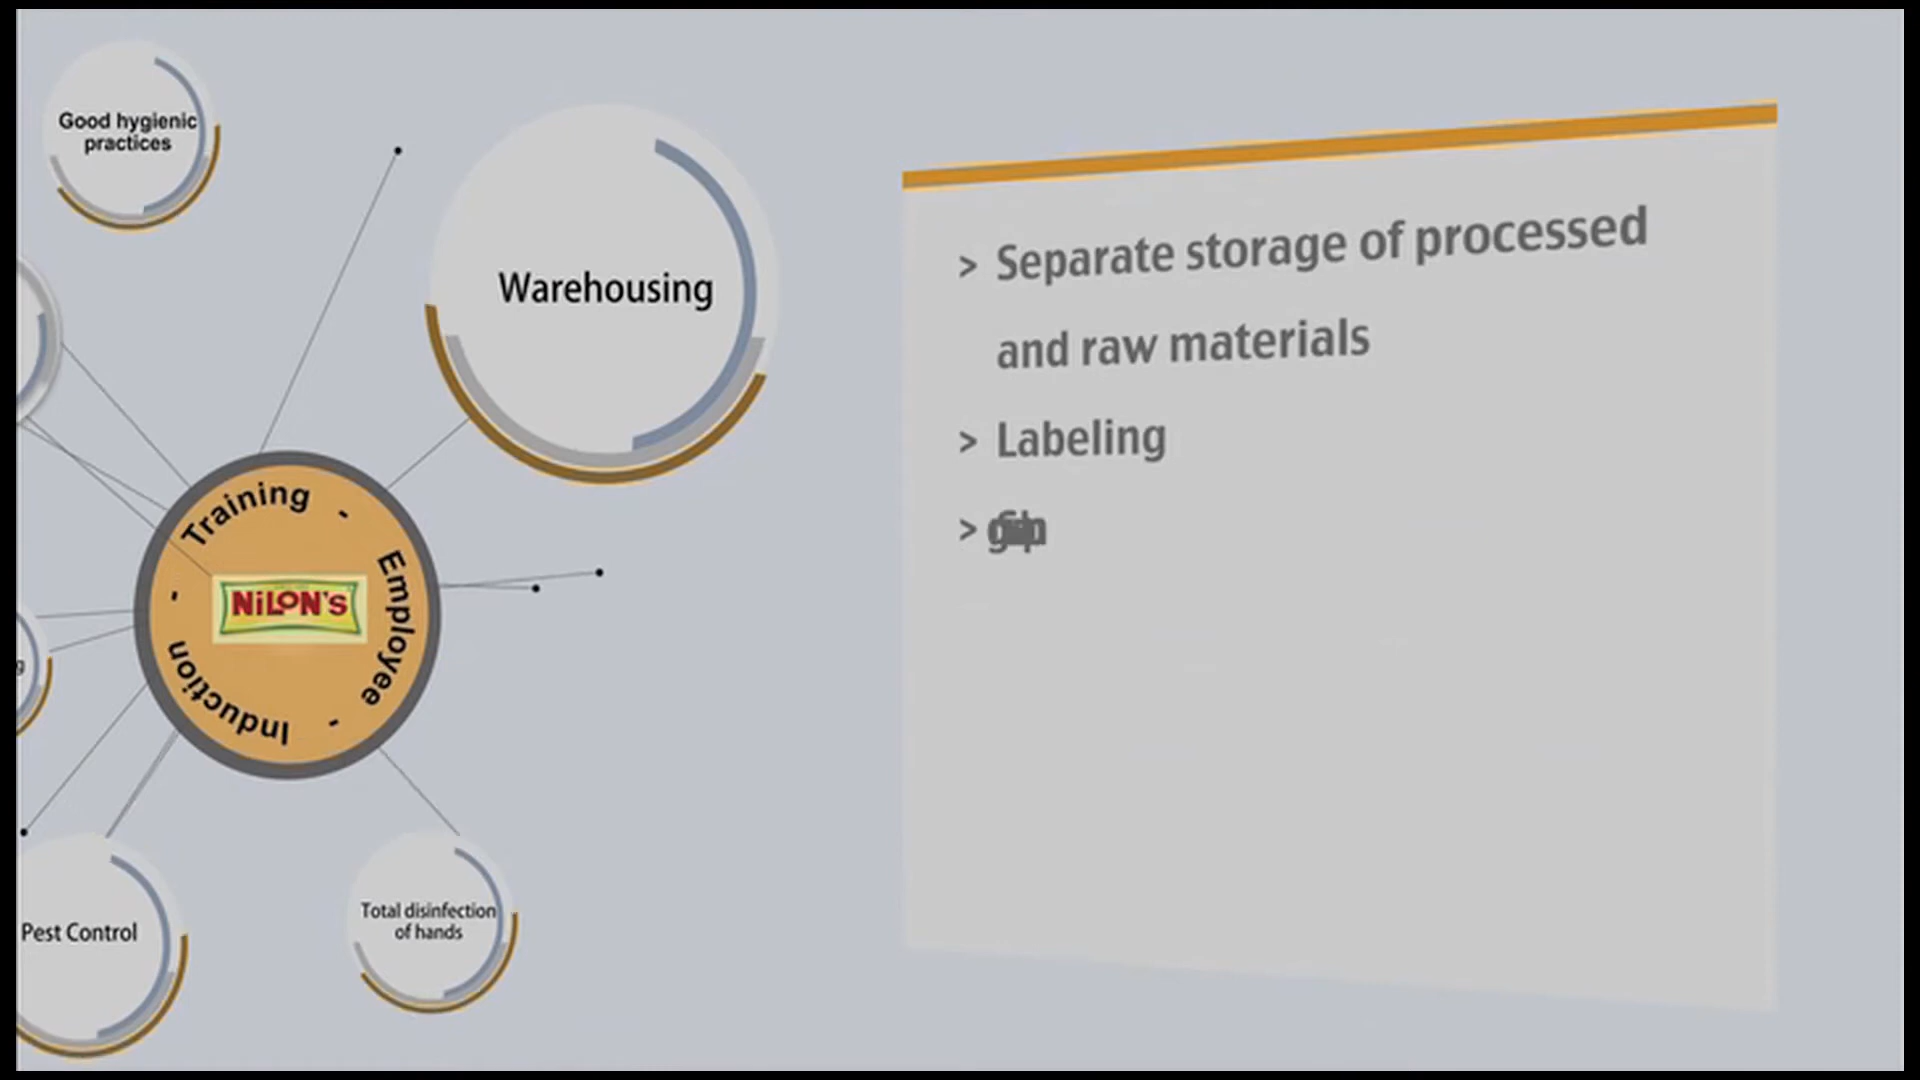 Good hygienic
practices
Warehousing
> Separate storage of processed
and raw materials
> Labeling
>
Training - Employee - Induction -
NiLON'S
g
Pest Control
Total disinfection
of hands